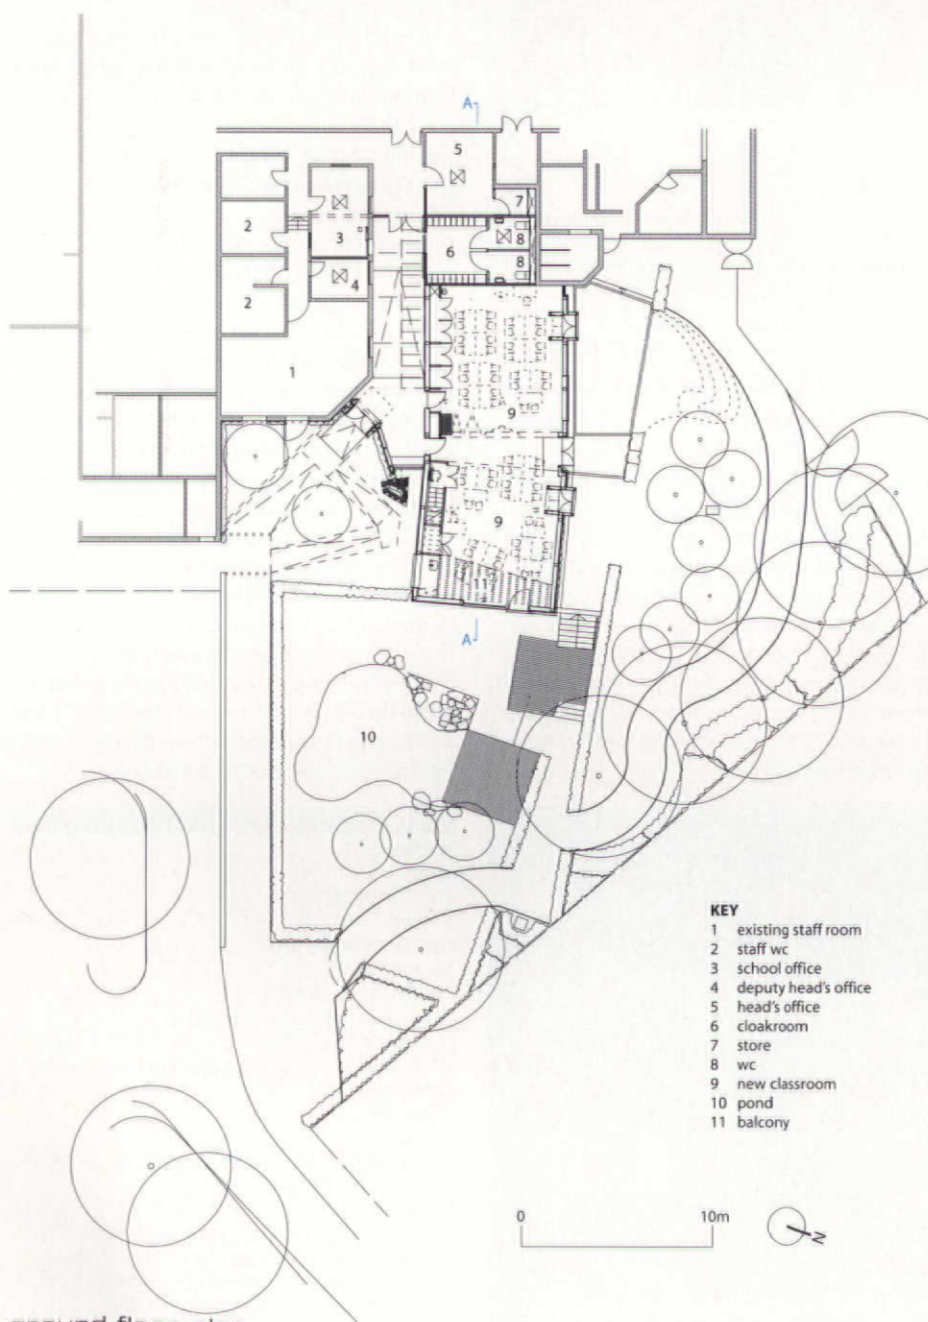 A
5
7
2
3
8
6
8
4
2
1
9
9
11
A
10
KEY
1 existing staff room
2 staff wc
3 school office
4 deputy head's office
5 head's office
6 cloakroom
7 store
8 wc
9 new classroom
10 pond
11 balcony
0 10m
N